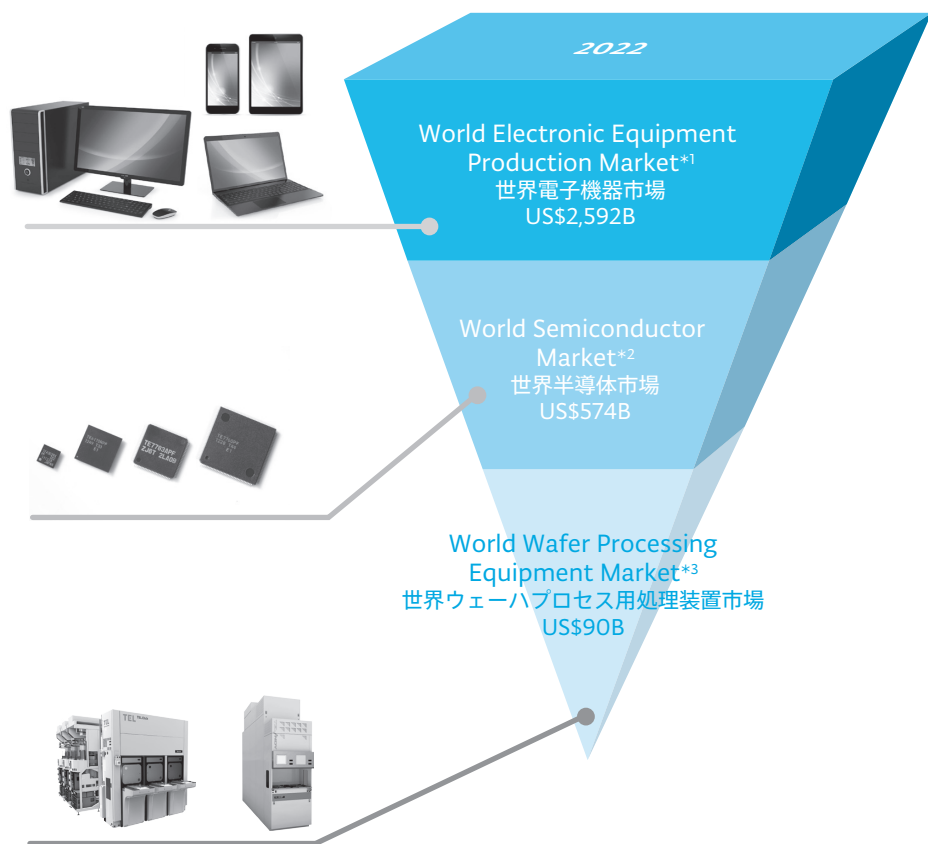 2022
World Electronic Equipment
Production Market*1
世界電子機器市場
US$2,592B
World Semiconductor
Market*2
世界半導体市場
US$574B
TE7763APF
World Wafer Processing
Equipment Market*3
世界ウェーハプロセス用処理装置市場
US$90B
TEL